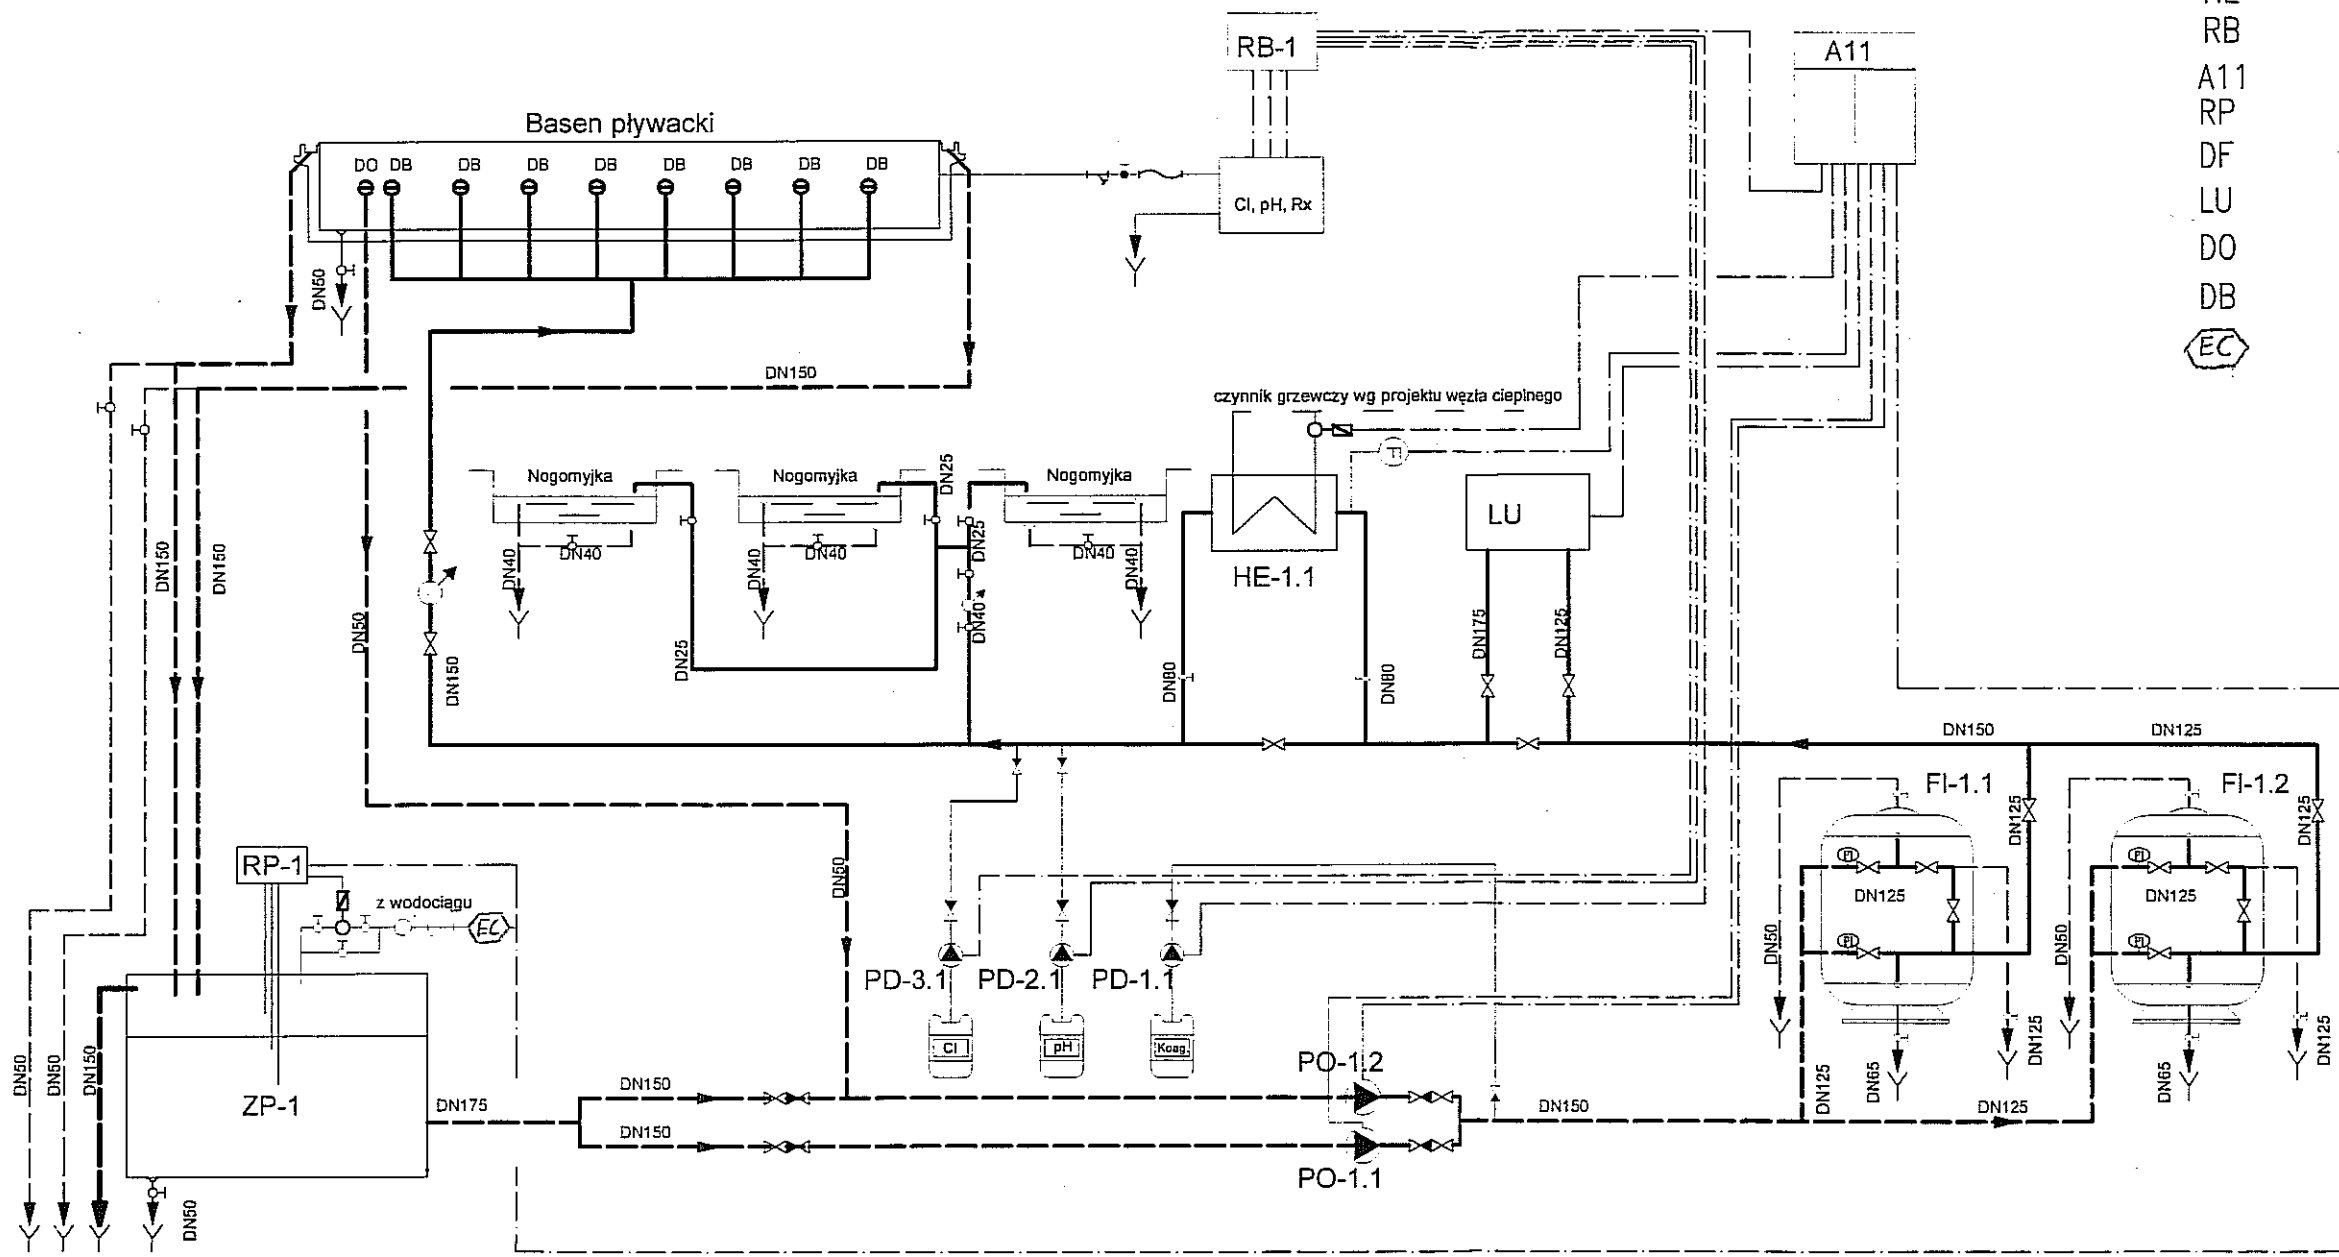 RB
A11
RP
DF
LU
DO
DB
EC
RB-1
A11
Basen pływacki
DO DB DB DB DB DB DB DB DB
Cl, pH, Rx
DN50
DN150
czynnik grzewczy wg projektu węzła cieplnego
TI
Nogomyjka
Nogomyjka
Nogomyjka
DN25
DN25
DN40
DN40
DN40
DN40
DN40
DN40
DN40
DN25
HE-1.1
LU
DN150
DN150
DN50
DN150
DN80
DN80
DN175
DN125
DN150
DN125
FI-1.1
FI-1.2
DN125
DN125
RP-1
z wodociągu
EC
DN50
PI
DN125
PI
PI
DN125
PI
DN50
DN50
PD-3.1
PD-2.1
PD-1.1
Cl
pH
Koag.
DN50
DN50
DN150
ZP-1
DN175
DN50
DN150
DN150
PO-1.2
PO-1.1
DN150
DN125
DN65
DN125
DN125
DN65
DN125